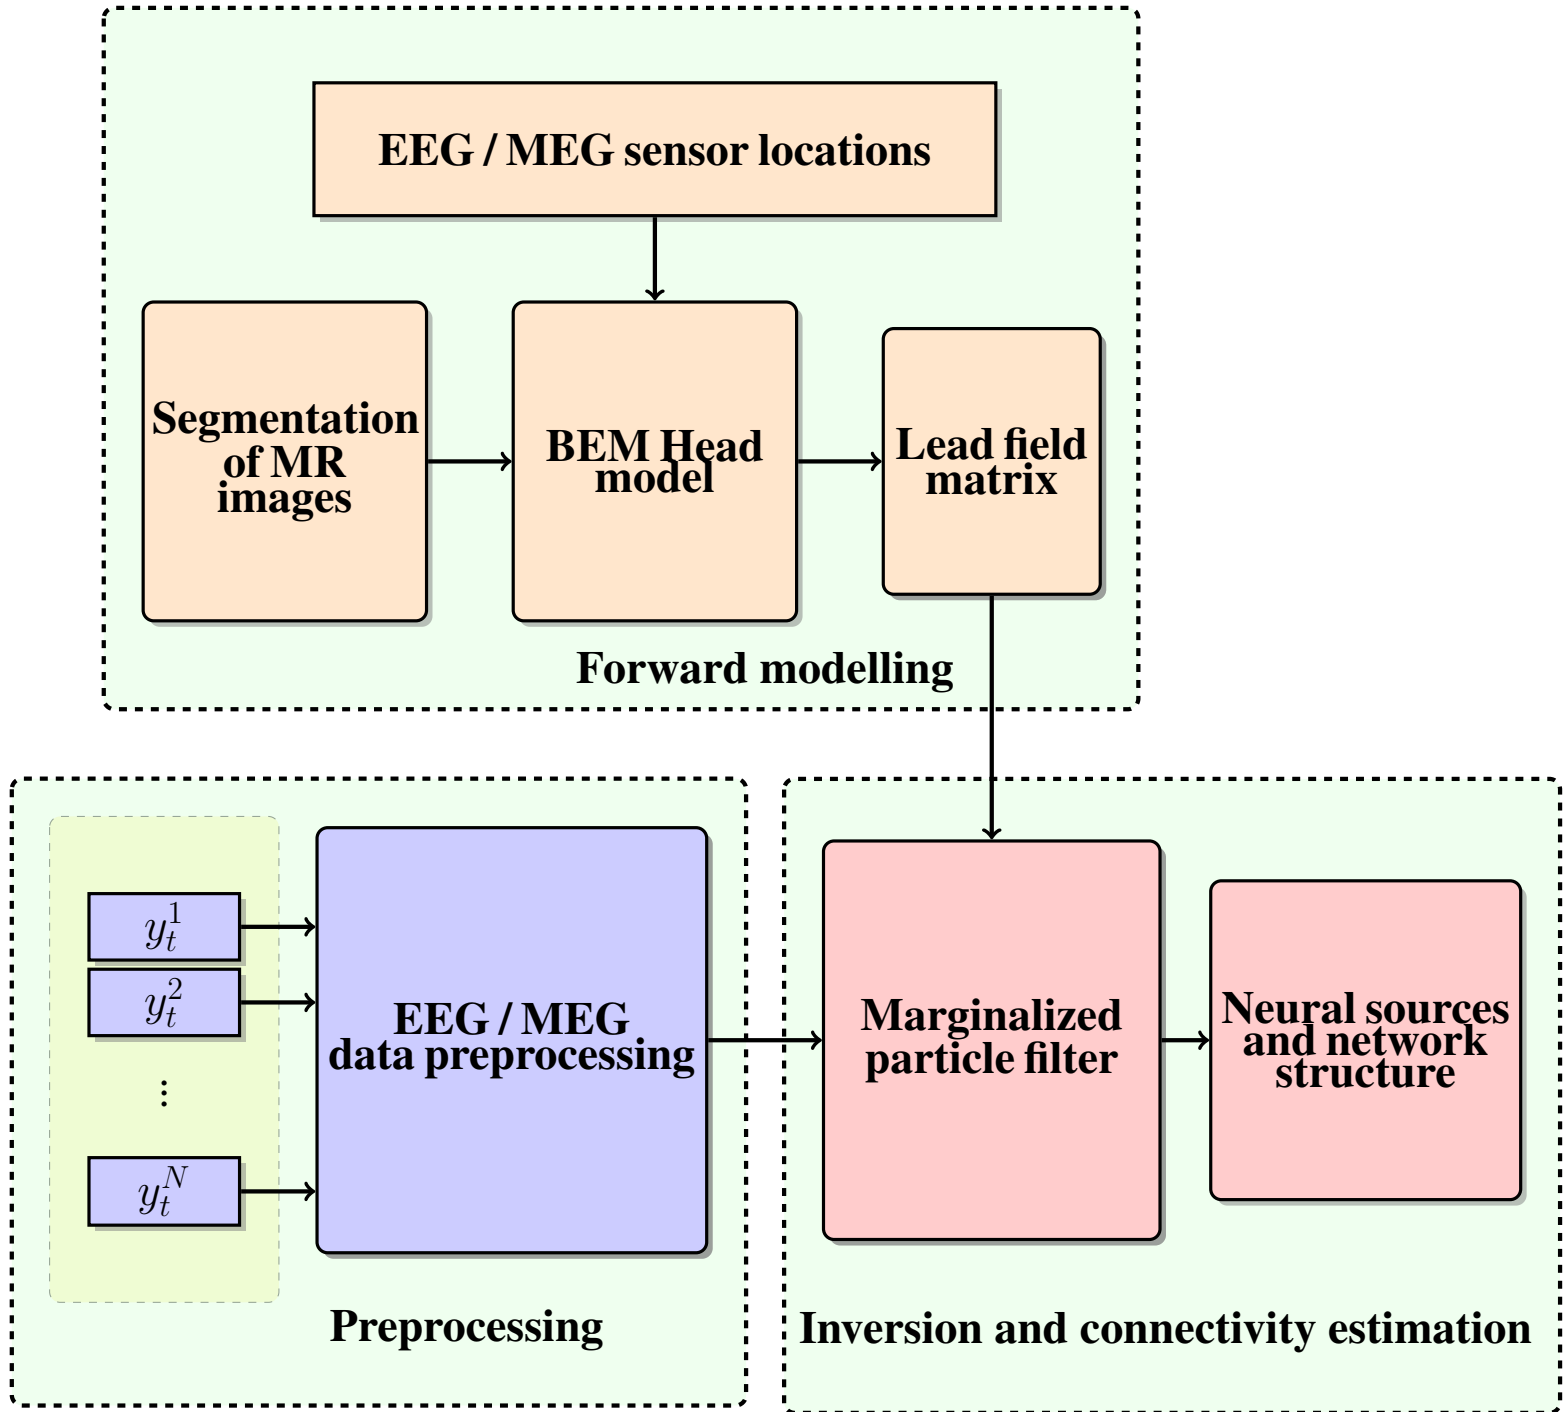 EEG / MEG sensor locations
Segmentation
of MR
images
BEM Head
model
Lead field
matrix
Forward modelling
y_t^1
y_t^2
⋮
y_t^N
EEG / MEG
data preprocessing
Preprocessing
Marginalized
particle filter
Neural sources
and network
structure
Inversion and connectivity estimation